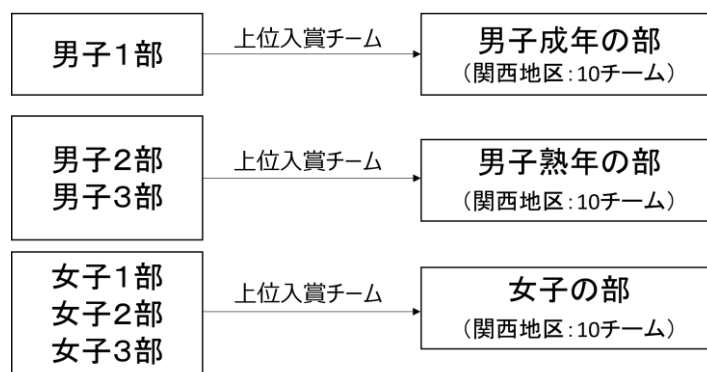 男子1部
上位入賞チーム
男子成年の部
（関西地区：10チーム）
男子2部
男子3部
上位入賞チーム
男子熟年の部
（関西地区：10チーム）
女子1部
女子2部
女子3部
上位入賞チーム
女子の部
（関西地区：10チーム）